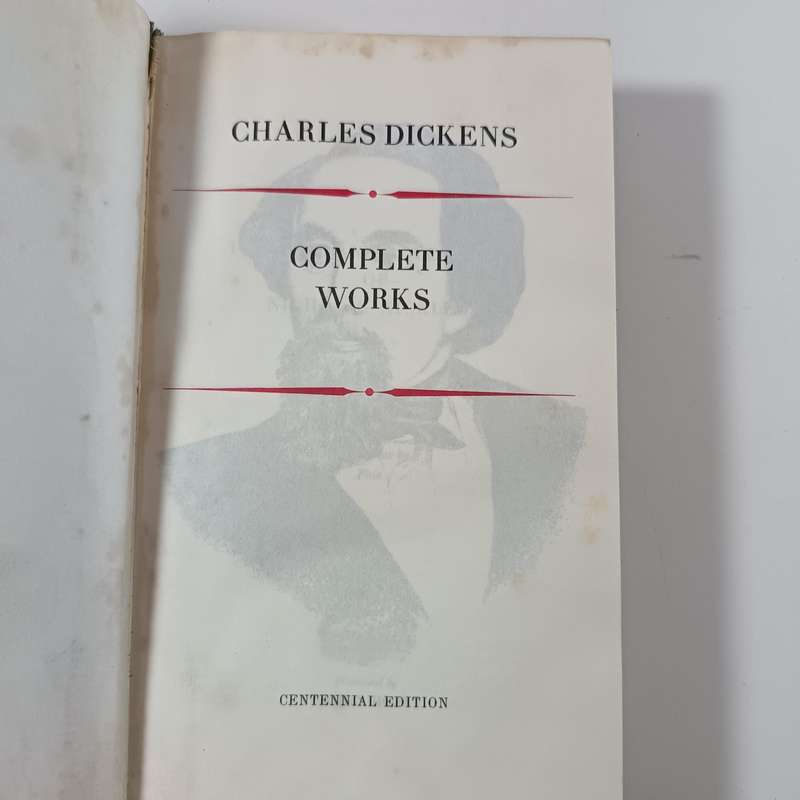 CHARLES DICKENS
COMPLETE
WORKS
CENTENNIAL EDITION